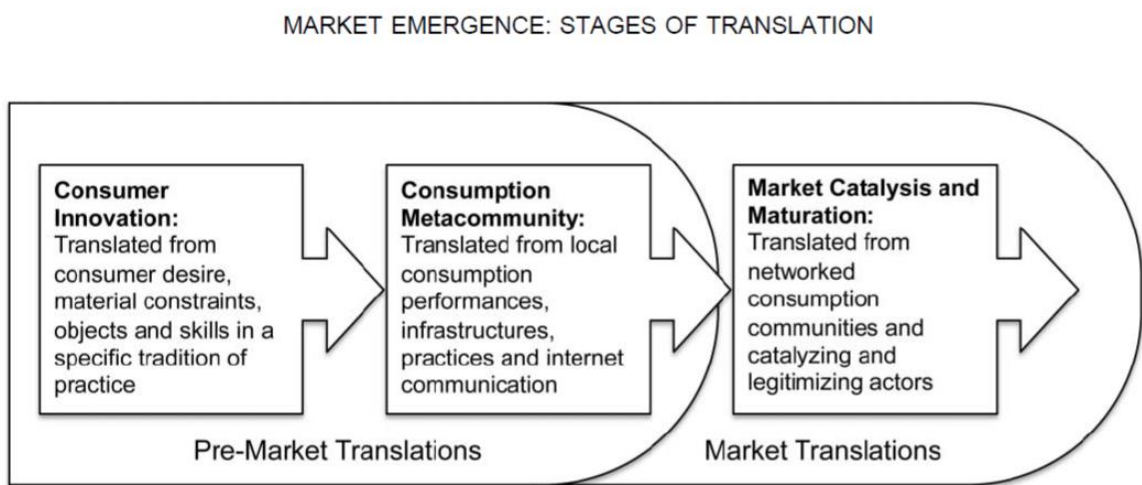 MARKET EMERGENCE: STAGES OF TRANSLATION
Consumer
Innovation:
Translated from
consumer desire,
material constraints,
objects and skills in a
specific tradition of
practice
Consumption
Metacommunity:
Translated from local
consumption
performances,
infrastructures,
practices and internet
communication
Market Catalysis and
Maturation:
Translated from
networked
consumption
communities and
catalyzing and
legitimizing actors
Pre-Market Translations
Market Translations